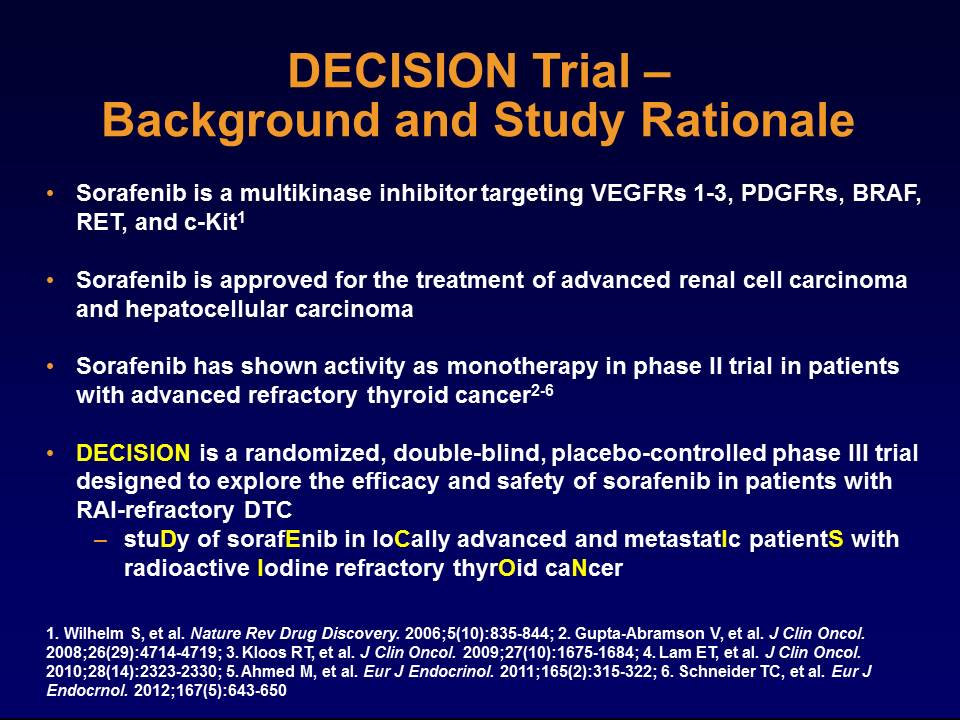 DECISION Trial –
Background and Study Rationale
• Sorafenib is a multikinase inhibitor targeting VEGFRs 1-3, PDGFRs, BRAF,
RET, and c-Kit1
• Sorafenib is approved for the treatment of advanced renal cell carcinoma
and hepatocellular carcinoma
• Sorafenib has shown activity as monotherapy in phase II trial in patients
with advanced refractory thyroid cancer2-6
• DECISION is a randomized, double-blind, placebo-controlled phase III trial
designed to explore the efficacy and safety of sorafenib in patients with
RAI-refractory DTC
– stuDy of sorafEnib in loCally advanced and metastatIc patientS with
radioactive Iodine refractory thyrOid caNcer
1. Wilhelm S, et al. Nature Rev Drug Discovery. 2006;5(10):835-844; 2. Gupta-Abramson V, et al. J Clin Oncol.
2008;26(29):4714-4719; 3. Kloos RT, et al. J Clin Oncol. 2009;27(10):1675-1684; 4. Lam ET, et al. J Clin Oncol.
2010;28(14):2323-2330; 5. Ahmed M, et al. Eur J Endocrinol. 2011;165(2):315-322; 6. Schneider TC, et al. Eur J
Endocrnol. 2012;167(5):643-650